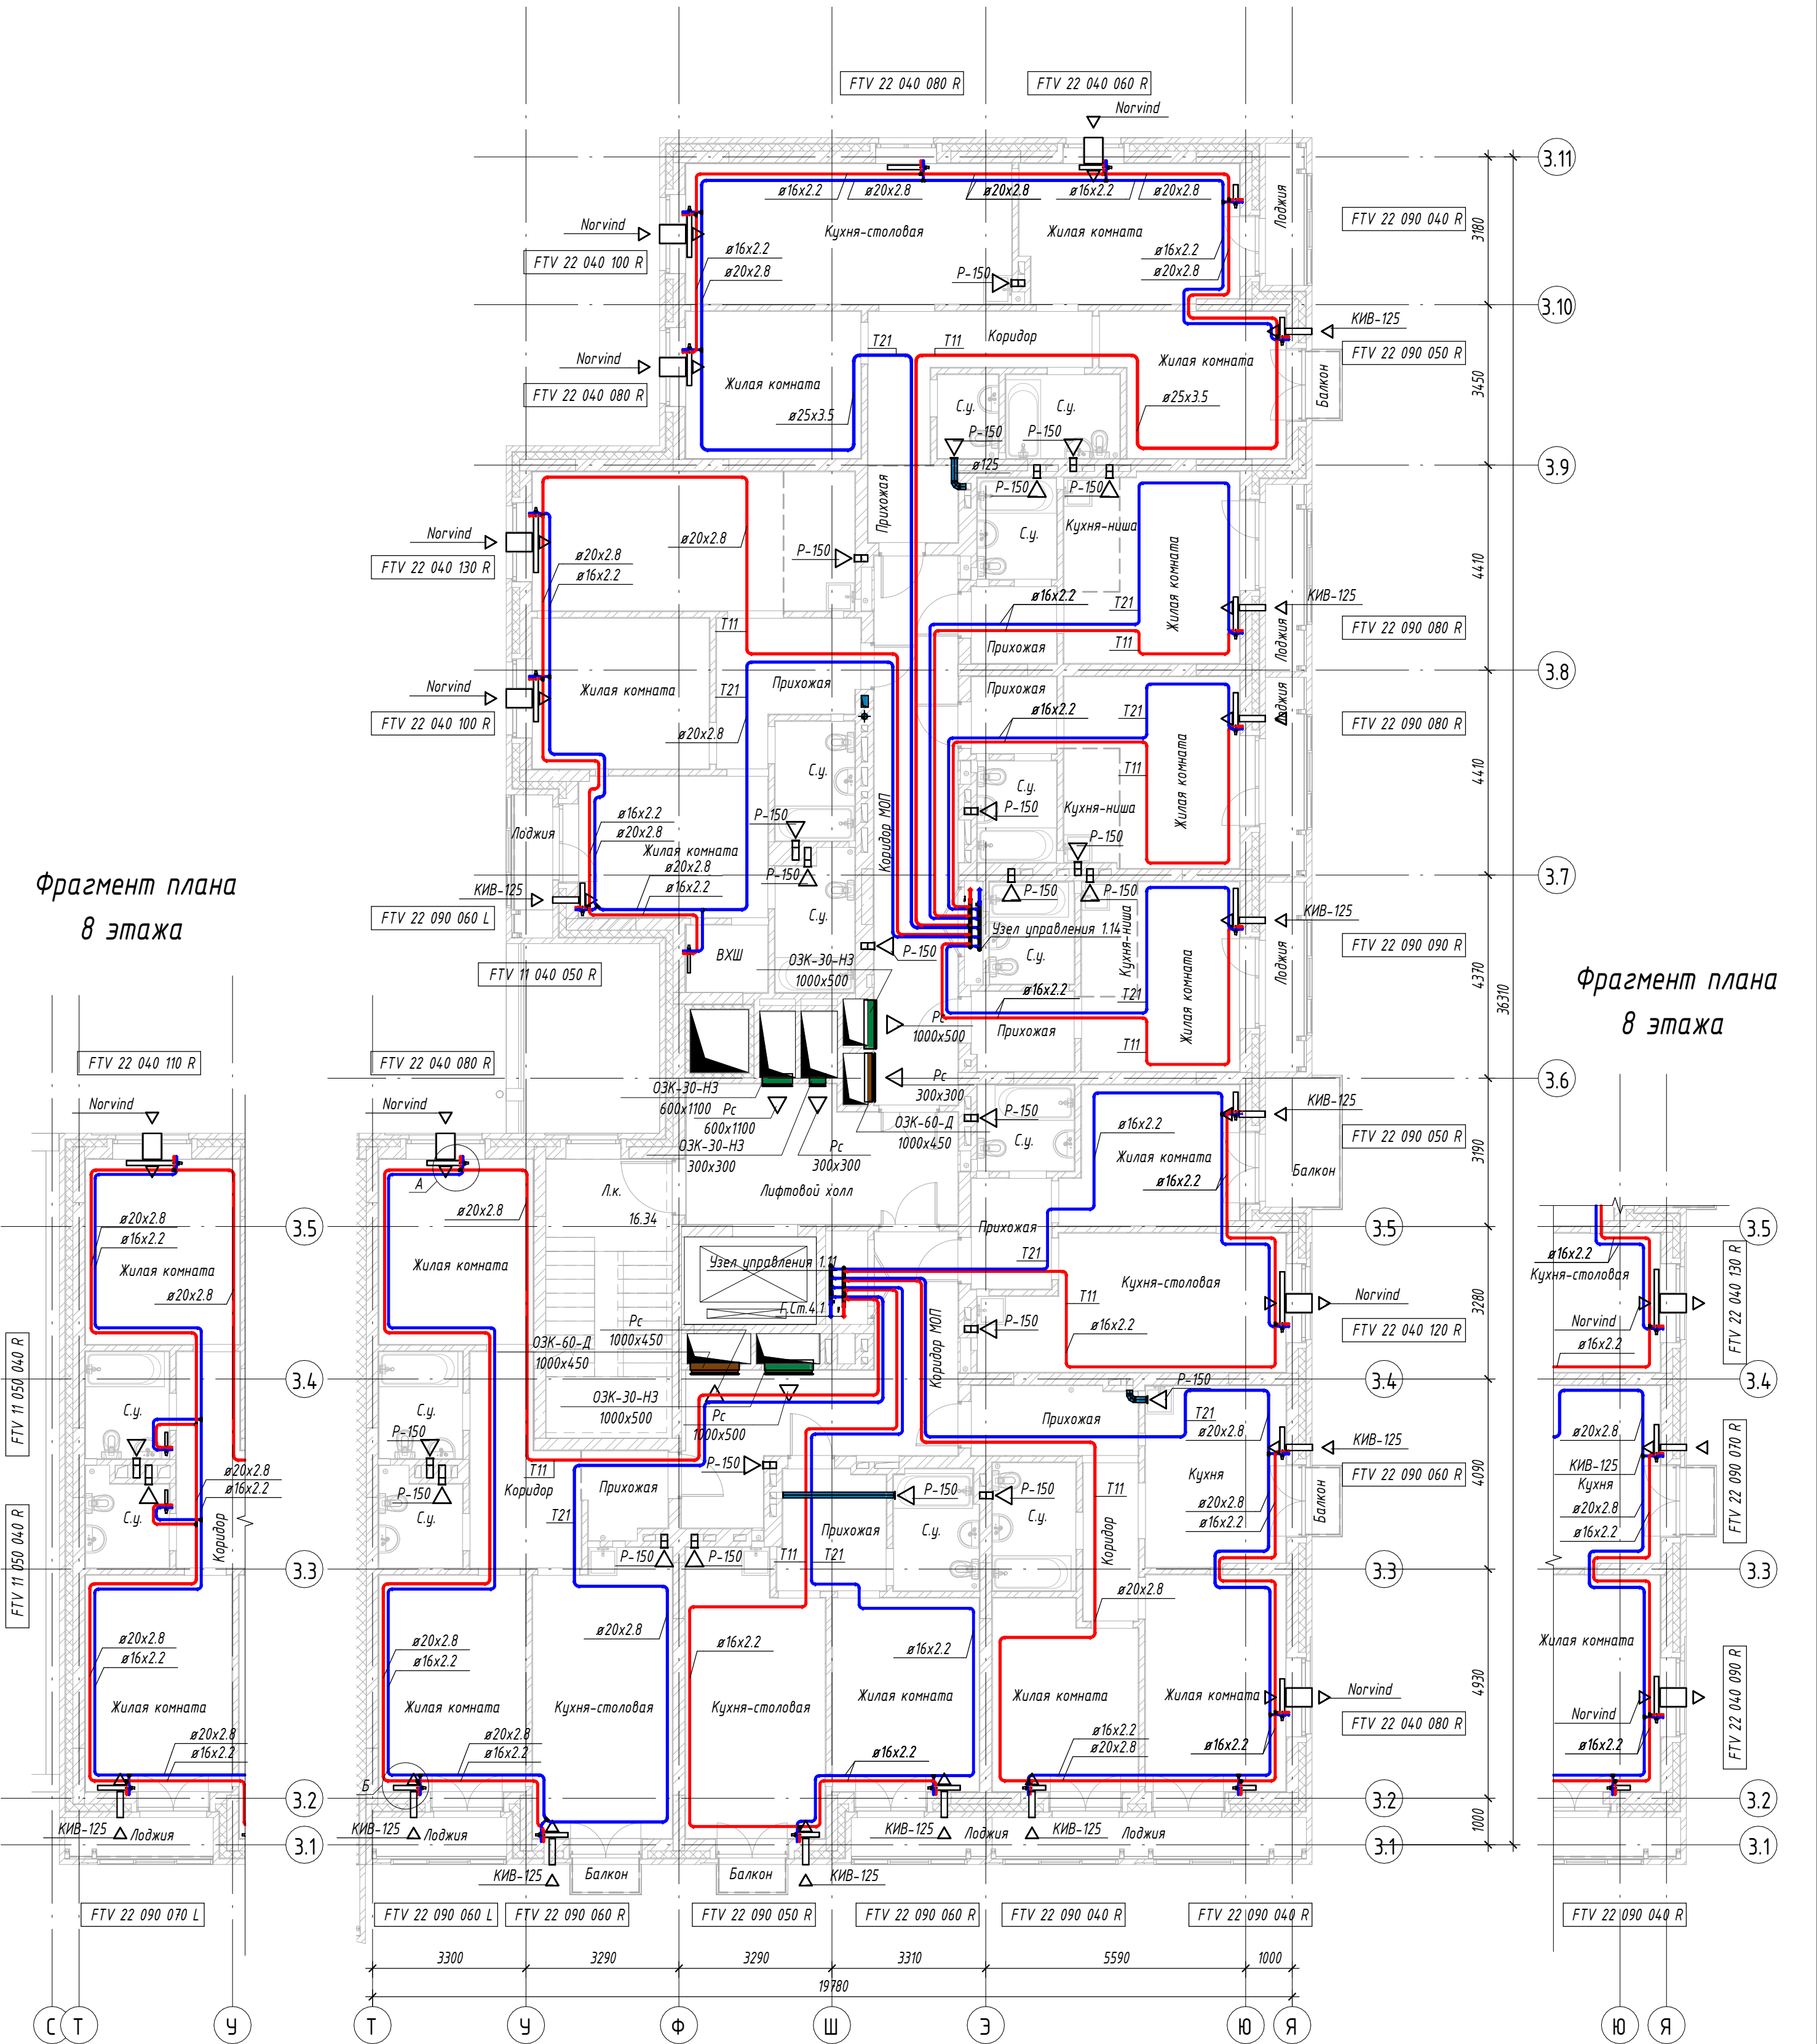 FTV 22 040 080 R
FTV 22 040 060 R
Norvind
3.11
ø16x2.2
ø20x2.8
ø20x2.8
ø16x2.2
ø20x2.8
Лоджия
FTV 22 090 040 R
3180
Norvind
Кухня-столовая
Жилая комната
FTV 22 040 100 R
ø16x2.2
ø20x2.8
ø16x2.2
ø20x2.8
P-150
3.10
КИВ-125
FTV 22 090 050 R
T21
T11
Коридор
Norvind
FTV 22 040 080 R
Жилая комната
Жилая комната
Балкон
3450
ø25x3.5
ø25x3.5
С.у.
С.у.
P-150
P-150
ø125
3.9
P-150
P-150
Прихожая
Norvind
FTV 22 040 130 R
ø20x2.8
ø20x2.8
ø16x2.2
P-150
С.у.
Кухня-ниша
Жилая комната
4410
ø16x2.2
T21
КИВ-125
FTV 22 090 080 R
T11
Прихожая
T11
Лоджия
3.8
Norvind
FTV 22 040 100 R
Жилая комната
T21
Прихожая
Прихожая
ø16x2.2
T21
Лоджия
FTV 22 090 080 R
ø20x2.8
T11
Жилая комната
4410
С.у.
С.у.
P-150
Кухня-ниша
P-150
ø16x2.2
ø20x2.8
Лоджия
Жилая комната
P-150
Коридор МОП
ø20x2.8
ø16x2.2
P-150
КИВ-125
FTV 22 090 060 L
3.7
P-150
P-150
КИВ-125
FTV 22 090 090 R
С.у.
Узел управления 1.14
С.у.
Кухня-ниша
Жилая комната
Лоджия
4370
36310
ВХШ
P-150
FTV 11 040 050 R
ОЗК-30-НЗ
1000x500
ø16x2.2
T21
Прихожая
T11
Рс
1000x500
Фрагмент плана
8 этажа
Фрагмент плана
8 этажа
FTV 22 040 110 R
FTV 22 040 080 R
3.6
Рс
300x300
ОЗК-30-НЗ
600x1100
Рс
600x1100
ОЗК-60-Д
1000x450
ОЗК-30-НЗ
300x300
Рс
300x300
P-150
С.у.
ø16x2.2
Жилая комната
ø16x2.2
КИВ-125
FTV 22 090 050 R
Балкон
3190
Norvind
Norvind
А
ø20x2.8
Л.к.
16.34
Лифтовой холл
Прихожая
T21
3.5
3.5
3.5
ø20x2.8
ø16x2.2
Жилая комната
ø20x2.8
Жилая комната
Узел управления 1.11
Г.Ст.4.1
Кухня-столовая
T11
ø16x2.2
P-150
Norvind
FTV 22 040 120 R
3280
ø16x2.2
Кухня-столовая
Norvind
ø16x2.2
FTV 22 040 130 R
FTV 11 050 040 R
ОЗК-60-Д
1000x450
Рс
1000x450
Коридор МОП
3.4
3.4
3.4
ОЗК-30-НЗ
1000x500
Рс
1000x500
P-150
Прихожая
T21
ø20x2.8
КИВ-125
FTV 22 090 060 R
Кухня
ø20x2.8
ø16x2.2
Балкон
4090
ø20x2.8
КИВ-125
Кухня
ø20x2.8
ø16x2.2
FTV 22 090 070 R
С.у.
P-150
С.у.
ø20x2.8
ø16x2.2
Коридор
FTV 11 050 040 R
С.у.
P-150
P-150
С.у.
T11
Коридор
Прихожая
T21
P-150
P-150
P-150
T11
T21
Прихожая
P-150
С.у.
P-150
С.у.
T11
Коридор
3.3
3.3
3.3
ø20x2.8
ø16x2.2
Жилая комната
ø20x2.8
ø16x2.2
ø20x2.8
ø16x2.2
Жилая комната
ø20x2.8
ø16x2.2
ø20x2.8
Кухня-столовая
ø16x2.2
Кухня-столовая
ø16x2.2
Жилая комната
ø16x2.2
ø20x2.8
Жилая комната
ø16x2.2
ø20x2.8
Жилая комната
ø16x2.2
Norvind
FTV 22 040 080 R
4930
Жилая комната
Norvind
ø16x2.2
FTV 22 040 090 R
Б
3.2
3.2
3.2
1000
КИВ-125
Лоджия
КИВ-125
Лоджия
КИВ-125
Лоджия
КИВ-125
Лоджия
3.1
3.1
3.1
КИВ-125
Балкон
Балкон
КИВ-125
FTV 22 090 070 L
FTV 22 090 060 L
FTV 22 090 060 R
FTV 22 090 050 R
FTV 22 090 060 R
FTV 22 090 040 R
FTV 22 090 040 R
FTV 22 090 040 R
3300
3290
3290
3310
5590
1000
19780
С
Т
У
Т
У
Ф
Ш
Э
Ю
Я
Ю
Я